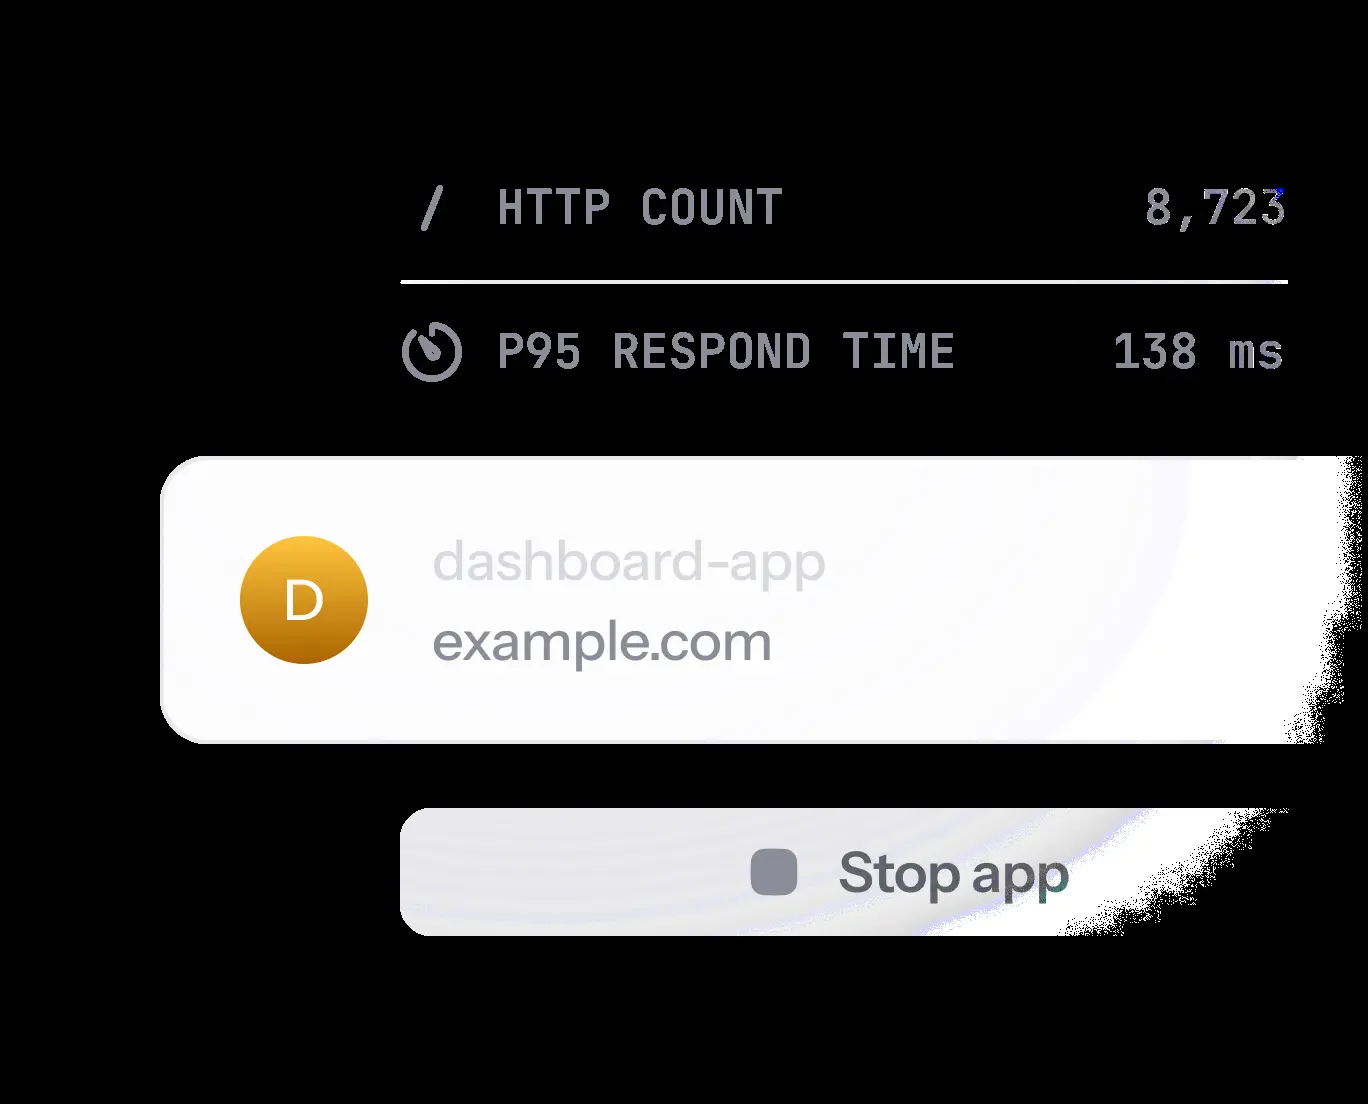 / HTTP COUNT 8,723
P95 RESPOND TIME 138 ms
D
dashboard-app
example.com
Stop app